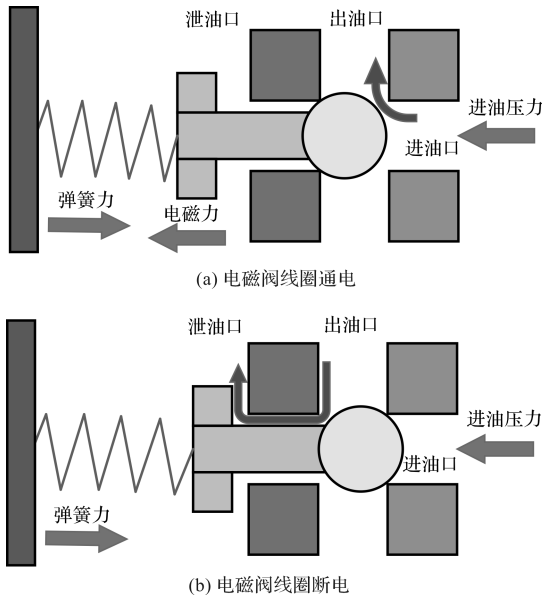 泄油口 出油口
进油压力
进油口
弹簧力
电磁力
(a) 电磁阀线圈通电
泄油口 出油口
进油压力
进油口
弹簧力
(b) 电磁阀线圈断电